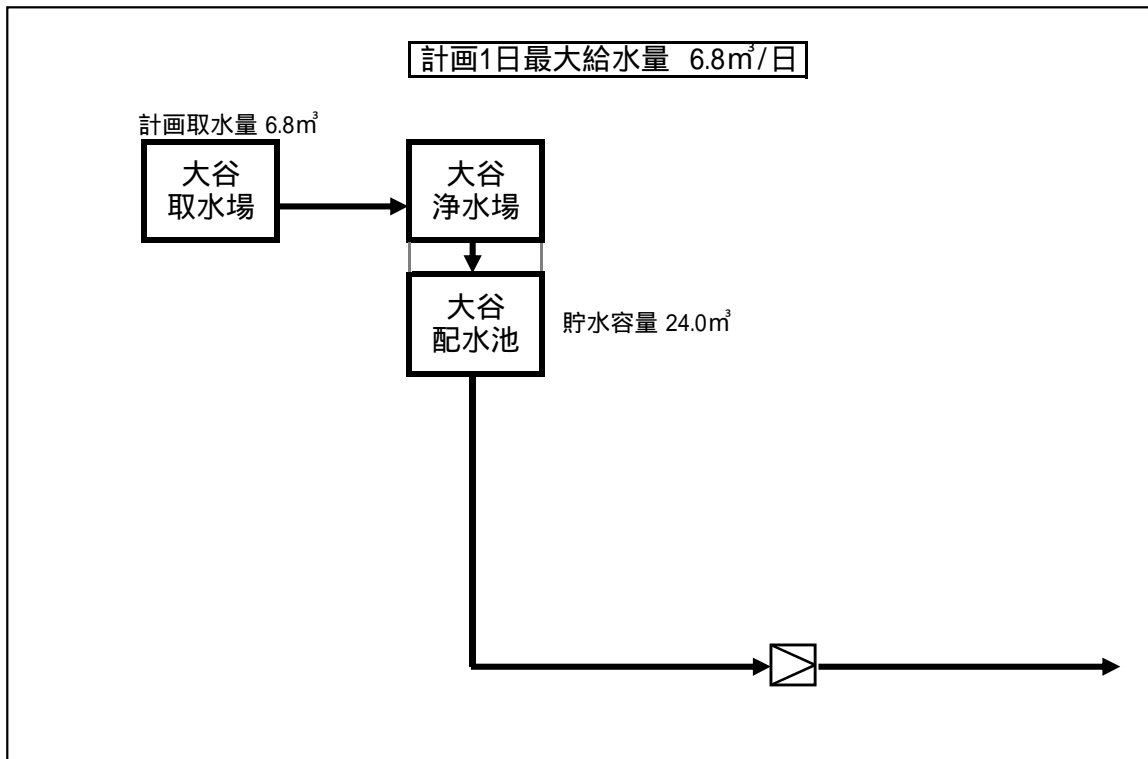 計画1日最大給水量 6.8㎥/日
計画取水量 6.8㎥
大谷
取水場
大谷
浄水場
大谷
配水池
貯水容量 24.0㎥